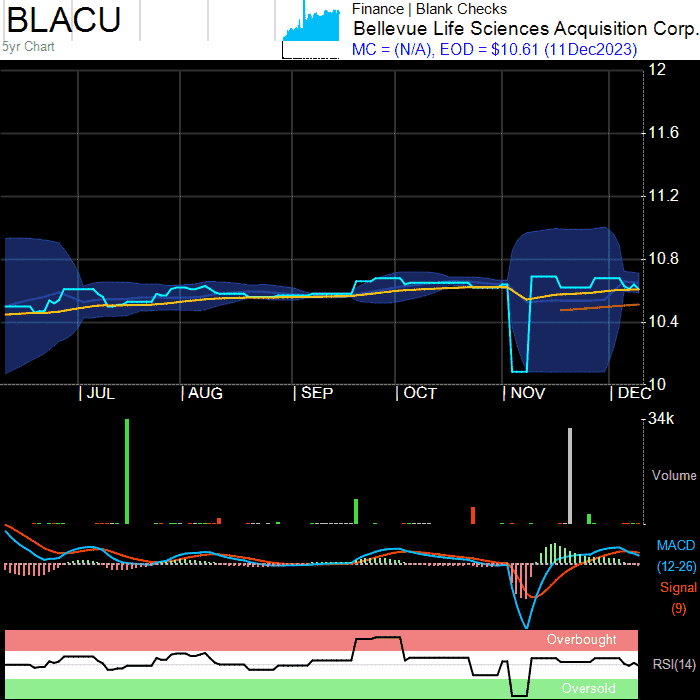 BLACU
5yr Chart
Finance | Blank Checks
Bellevue Life Sciences Acquisition Corp.
MC = (N/A), EOD = $10.61 (11Dec2023)
12
11.6
11.2
10.8
10.4
10
| JUL | AUG | SEP | OCT | NOV | DEC
34k
Volume
MACD
(12-26)
Signal
(9)
Overbought
RSI(14)
Oversold